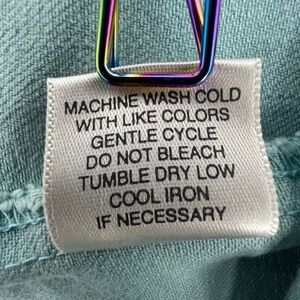 MACHINE WASH COLD
WITH LIKE COLORS
GENTLE CYCLE
DO NOT BLEACH
TUMBLE DRY LOW
COOL IRON
IF NECESSARY